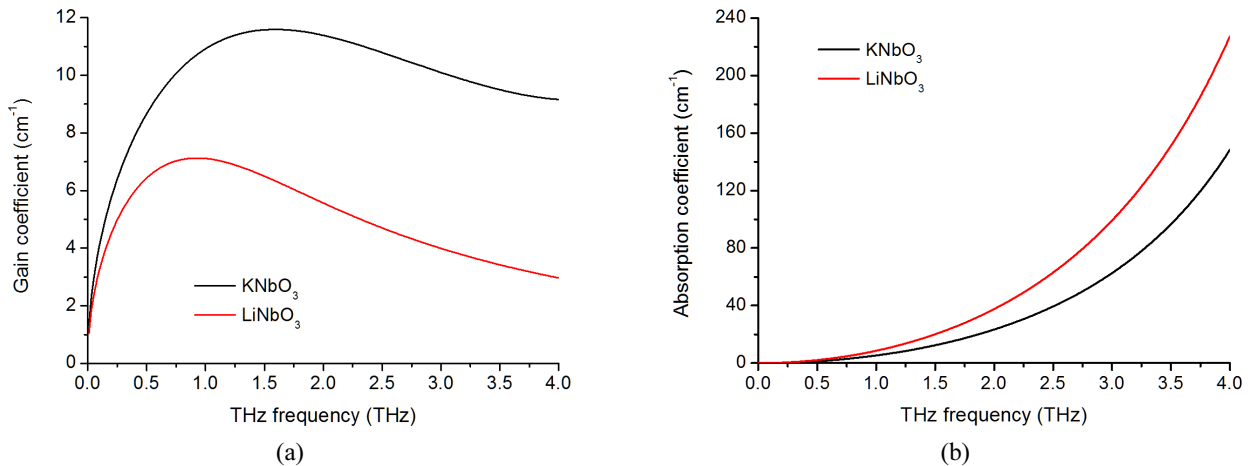 12
10
8
6
4
2
0
Gain coefficient (cm⁻¹)
KNbO₃
LiNbO₃
0.0 0.5 1.0 1.5 2.0 2.5 3.0 3.5 4.0
THz frequency (THz)
(a)
240
200
160
120
80
40
0
Absorption coefficient (cm⁻¹)
KNbO₃
LiNbO₃
0.0 0.5 1.0 1.5 2.0 2.5 3.0 3.5 4.0
THz frequency (THz)
(b)